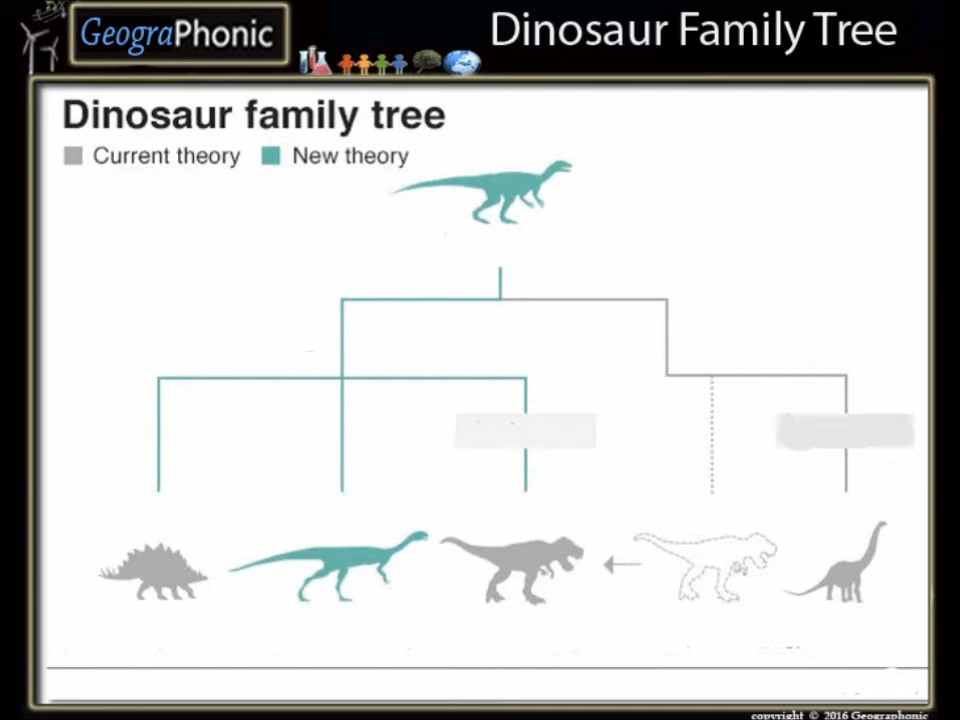 GeograPhonic
Dinosaur Family Tree
Dinosaur family tree
Current theory
New theory
copyright © 2016 Geographonic